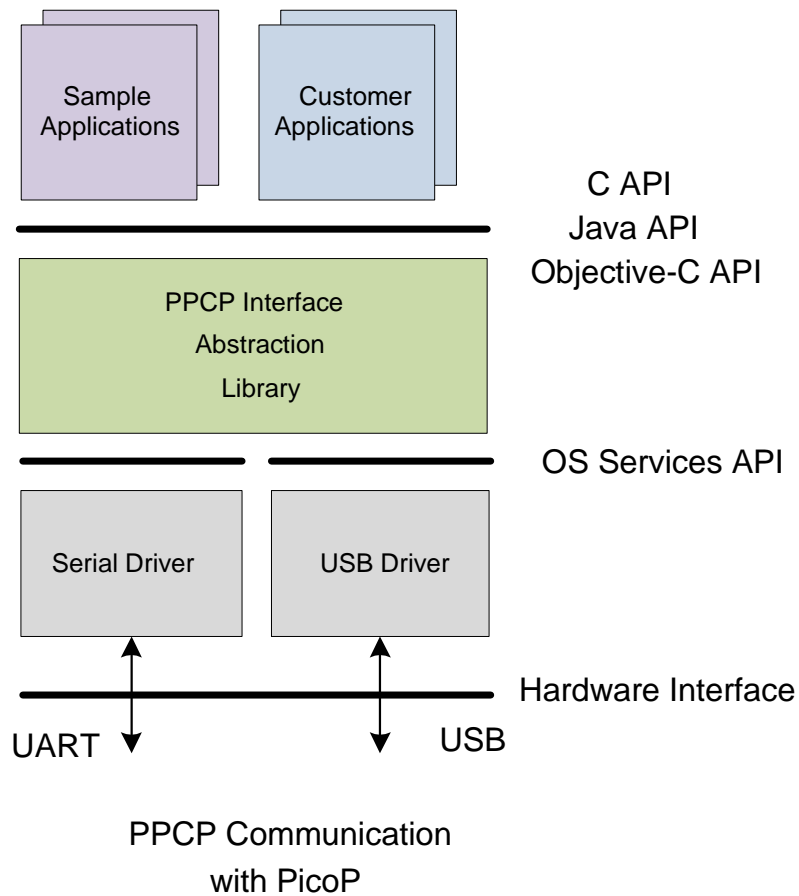 Sample
Applications
Customer
Applications
C API
Java API
Objective-C API
PPCP Interface
Abstraction
Library
OS Services API
Serial Driver
USB Driver
Hardware Interface
UART
USB
PPCP Communication
with PicoP